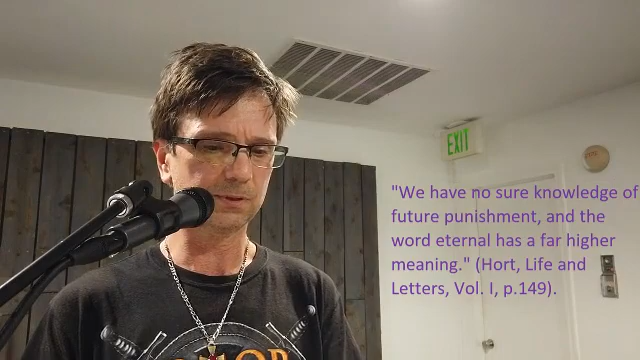 EXIT
"We have no sure knowledge of
future punishment, and the
word eternal has a far higher
meaning." (Hort, Life and
Letters, Vol. I, p.149).